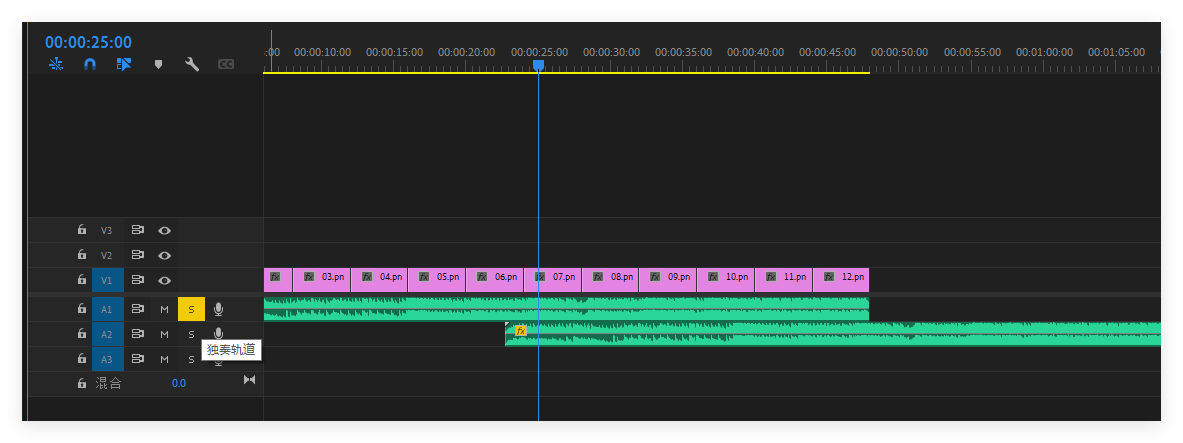 00:00:25:00
:00 00:00:10:00 00:00:15:00 00:00:20:00 00:00:25:00 00:00:30:00 00:00:35:00 00:00:40:00 00:00:45:00 00:00:50:00 00:00:55:00 00:01:00:00 00:01:05:00
CC
V3
V2
V1 fx fx 03.pn fx 04.pn fx 05.pn fx 06.pn fx 07.pn fx 08.pn fx 09.pn fx 10.pn fx 11.pn fx 12.pn
A1 M S
A2 M S fx
独奏轨道
A3 M S
混合 0.0